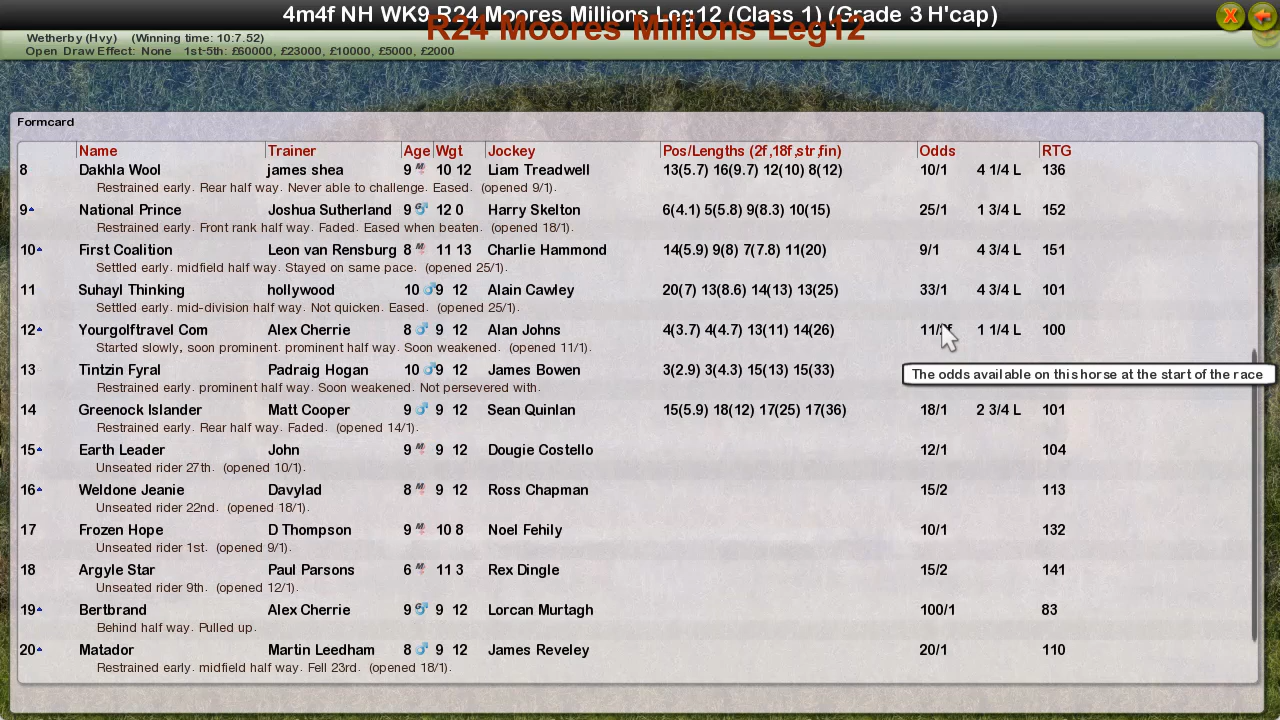 4m4f NH WK9 R24 Moores Millions Leg12 (Class 1) (Grade 3 H'cap)
R24 Moores Millions Leg12
Wetherby (Hvy) (Winning time: 10:7.52)
Open Draw Effect: None 1st-5th: £60000, £23000, £10000, £5000, £2000
Formcard
Name Trainer Age Wgt Jockey Pos/Lengths (2f,18f,str,fin) Odds RTG
8 Dakhla Wool james shea 9 10 12 Liam Treadwell 13(5.7) 16(9.7) 12(10) 8(12) 10/1 4 1/4 L 136
Restrained early. Rear half way. Never able to challenge. Eased. (opened 9/1).
9 National Prince Joshua Sutherland 9 12 0 Harry Skelton 6(4.1) 5(5.8) 9(8.3) 10(15) 25/1 1 3/4 L 152
Restrained early. Front rank half way. Faded. Eased when beaten. (opened 18/1).
10 First Coalition Leon van Rensburg 8 11 13 Charlie Hammond 14(5.9) 9(8) 7(7.8) 11(20) 9/1 4 3/4 L 151
Settled early. midfield half way. Stayed on same pace. (opened 25/1).
11 Suhayl Thinking hollywood 10 9 12 Alain Cawley 20(7) 13(8.6) 14(13) 13(25) 33/1 4 3/4 L 101
Settled early. mid-division half way. Not quicken. Eased. (opened 25/1).
12 Yourgolftravel Com Alex Cherrie 8 9 12 Alan Johns 4(3.7) 4(4.7) 13(11) 14(26) 1 1/4 L 100
Started slowly, soon prominent. prominent half way. Soon weakened. (opened 11/1).
13 Tintzin Fyral Padraig Hogan 10 9 12 James Bowen 3(2.9) 3(4.3) 15(13) 15(33)
The odds available on this horse at the start of the race
Restrained early. prominent half way. Soon weakened. Not persevered with.
14 Greenock Islander Matt Cooper 9 9 12 Sean Quinlan 15(5.9) 18(12) 17(25) 17(36) 18/1 2 3/4 L 101
Restrained early. Rear half way. Faded. (opened 14/1).
15 Earth Leader John 9 9 12 Dougie Costello 12/1 104
Unseated rider 27th. (opened 10/1).
16 Weldone Jeanie Davylad 8 9 12 Ross Chapman 15/2 113
Unseated rider 22nd. (opened 18/1).
17 Frozen Hope D Thompson 9 10 8 Noel Fehily 10/1 132
Unseated rider 1st. (opened 9/1).
18 Argyle Star Paul Parsons 6 11 3 Rex Dingle 15/2 141
Unseated rider 9th. (opened 12/1).
19 Bertbrand Alex Cherrie 9 9 12 Lorcan Murtagh 100/1 83
Behind half way. Pulled up.
20 Matador Martin Leedham 8 9 12 James Reveley 20/1 110
Restrained early. midfield half way. Fell 23rd. (opened 18/1).